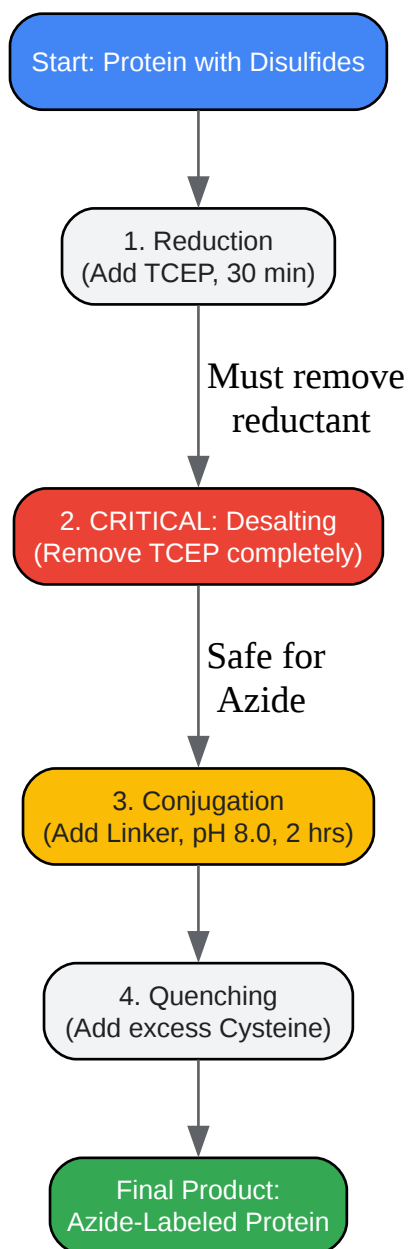 Start: Protein with Disulfides
1. Reduction
(Add TCEP, 30 min)
Must remove
reductant
2. CRITICAL: Desalting
(Remove TCEP completely)
Safe for
Azide
3. Conjugation
(Add Linker, pH 8.0, 2 hrs)
4. Quenching
(Add excess Cysteine)
Final Product:
Azide-Labeled Protein